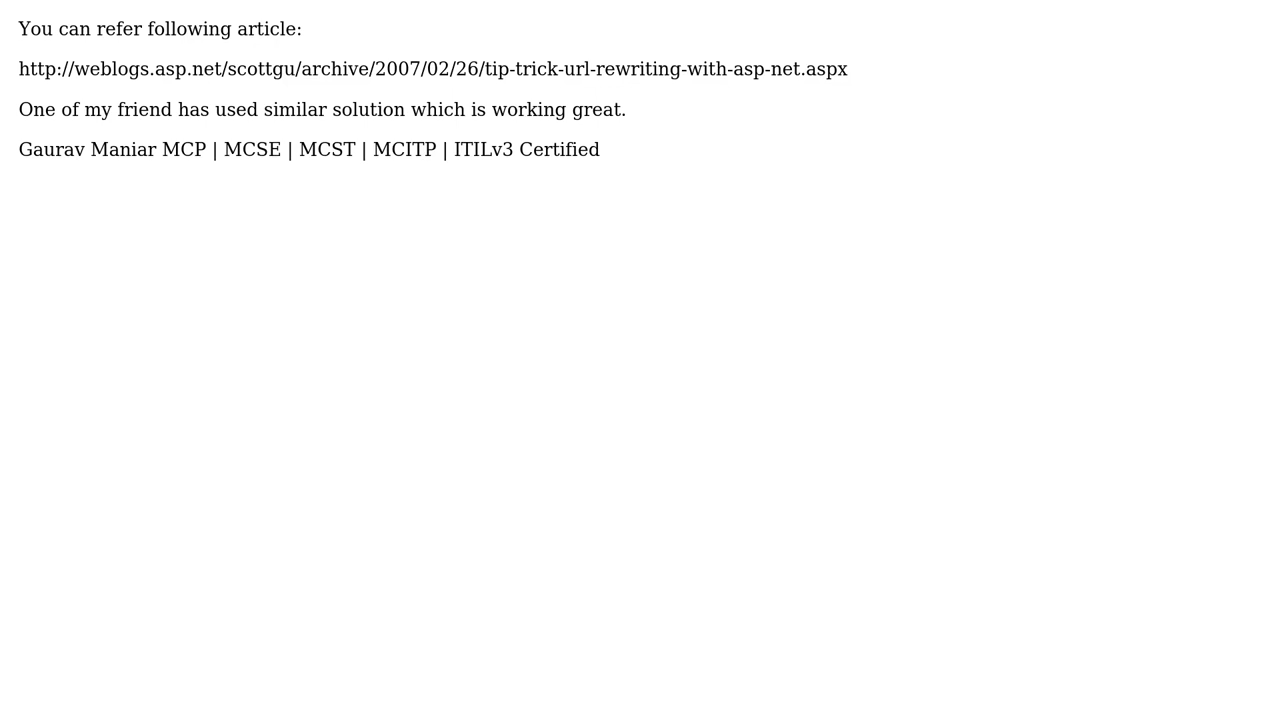 You can refer following article:
http://weblogs.asp.net/scottgu/archive/2007/02/26/tip-trick-url-rewriting-with-asp-net.aspx
One of my friend has used similar solution which is working great.
Gaurav Maniar MCP | MCSE | MCST | MCITP | ITILv3 Certified